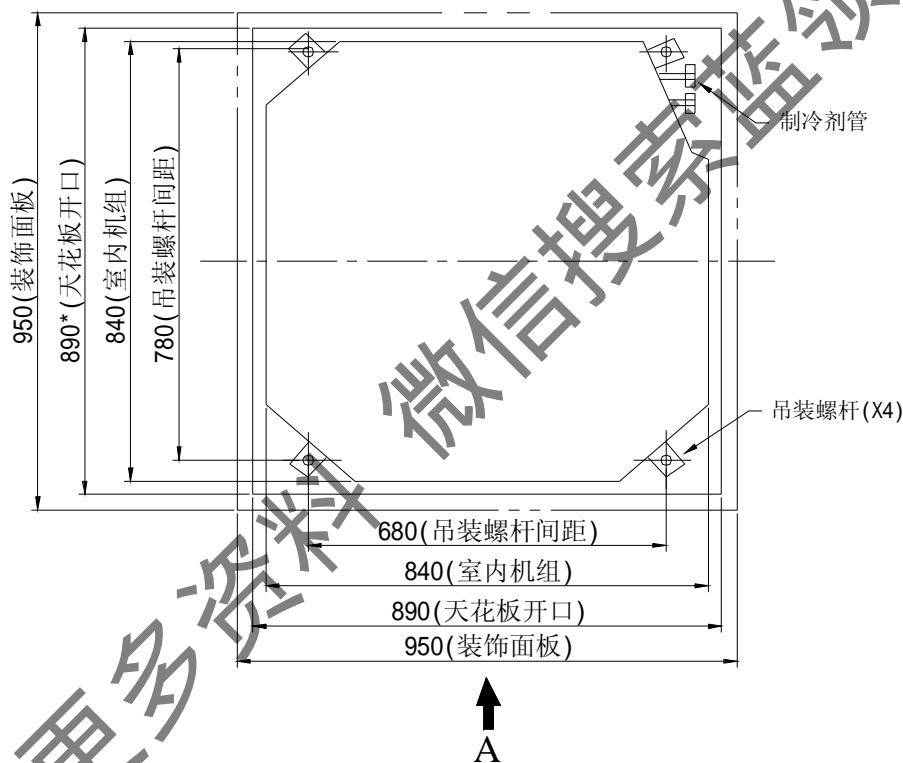 制冷剂管
950(装饰面板)
890*(天花板开口)
840(室内机组)
780(吊装螺杆间距)
吊装螺杆(X4)
680(吊装螺杆间距)
840(室内机组)
890(天花板开口)
950(装饰面板)
A
更多资料 微信搜索蓝领